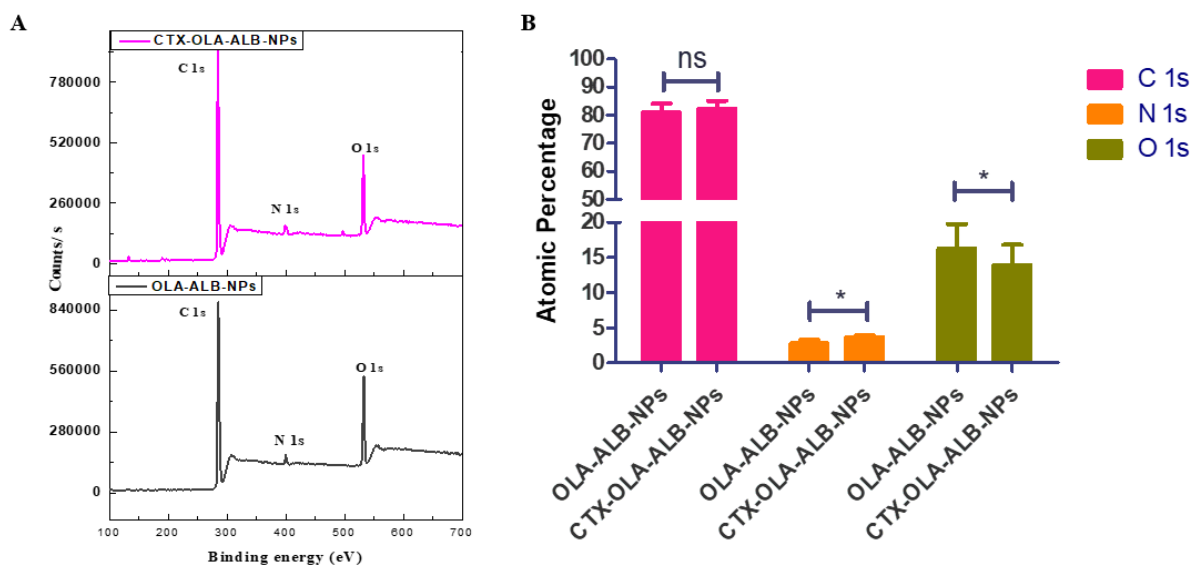 A
CTX-OLA-ALB-NPs
C 1s
O 1s
N 1s
780000
520000
260000
0
OLA-ALB-NPs
C 1s
O 1s
N 1s
840000
560000
280000
0
Counts/ s
100 200 300 400 500 600 700
Binding energy (eV)
B
ns
*
*
100
90
80
70
60
50
20
15
10
5
0
Atomic Percentage
OLA-ALB-NPs
CTX-OLA-ALB-NPs
OLA-ALB-NPs
CTX-OLA-ALB-NPs
OLA-ALB-NPs
CTX-OLA-ALB-NPs
C 1s
N 1s
O 1s